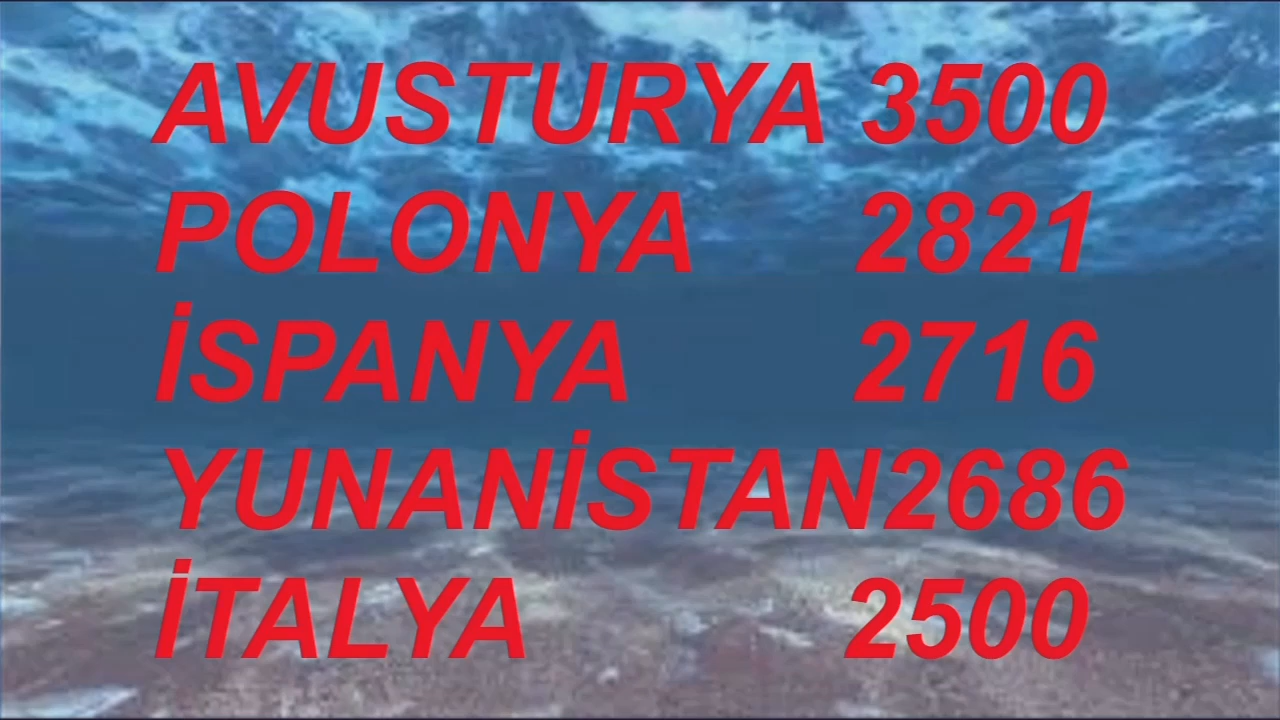 AVUSTURYA 3500
POLONYA 2821
İSPANYA 2716
YUNANİSTAN2686
İTALYA 2500